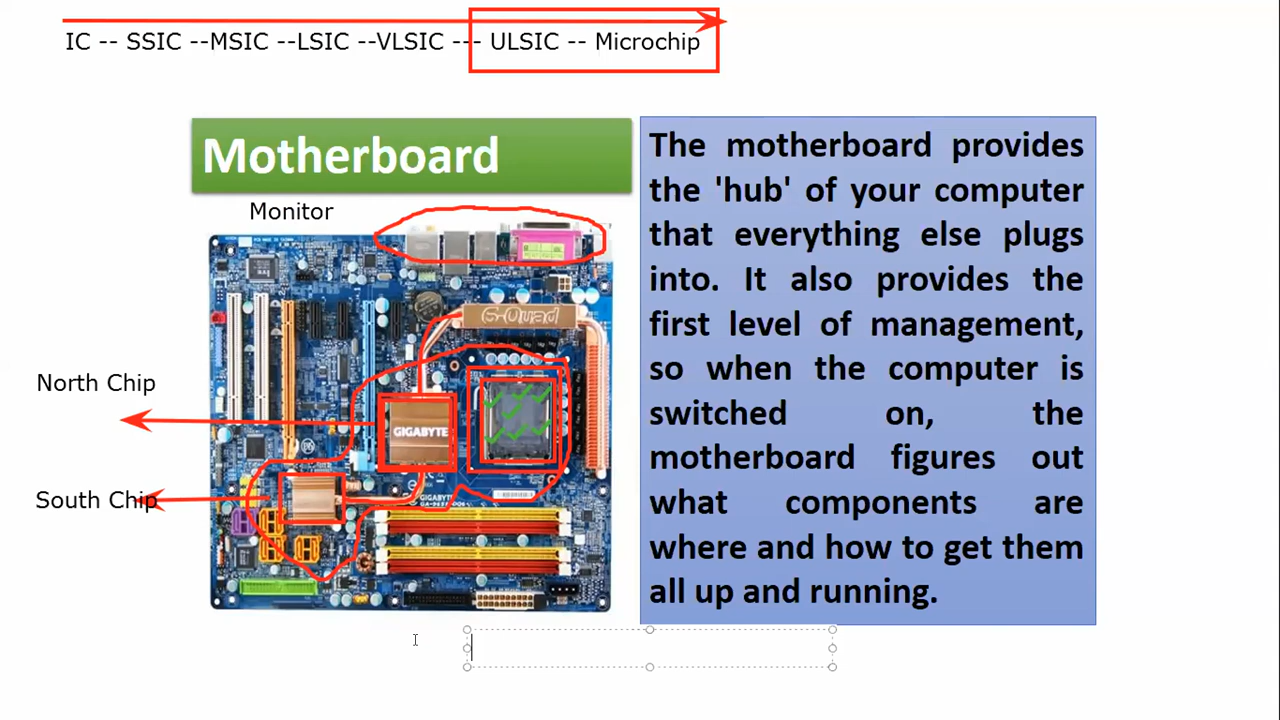 IC -- SSIC --MSIC --LSIC --VLSIC --- ULSIC -- Microchip
Motherboard
Monitor
North Chip
South Chip
G-Quad
GIGABYTE
GIGABYTE
The motherboard provides
the 'hub' of your computer
that everything else plugs
into. It also provides the
first level of management,
so when the computer is
switched on, the
motherboard figures out
what components are
where and how to get them
all up and running.